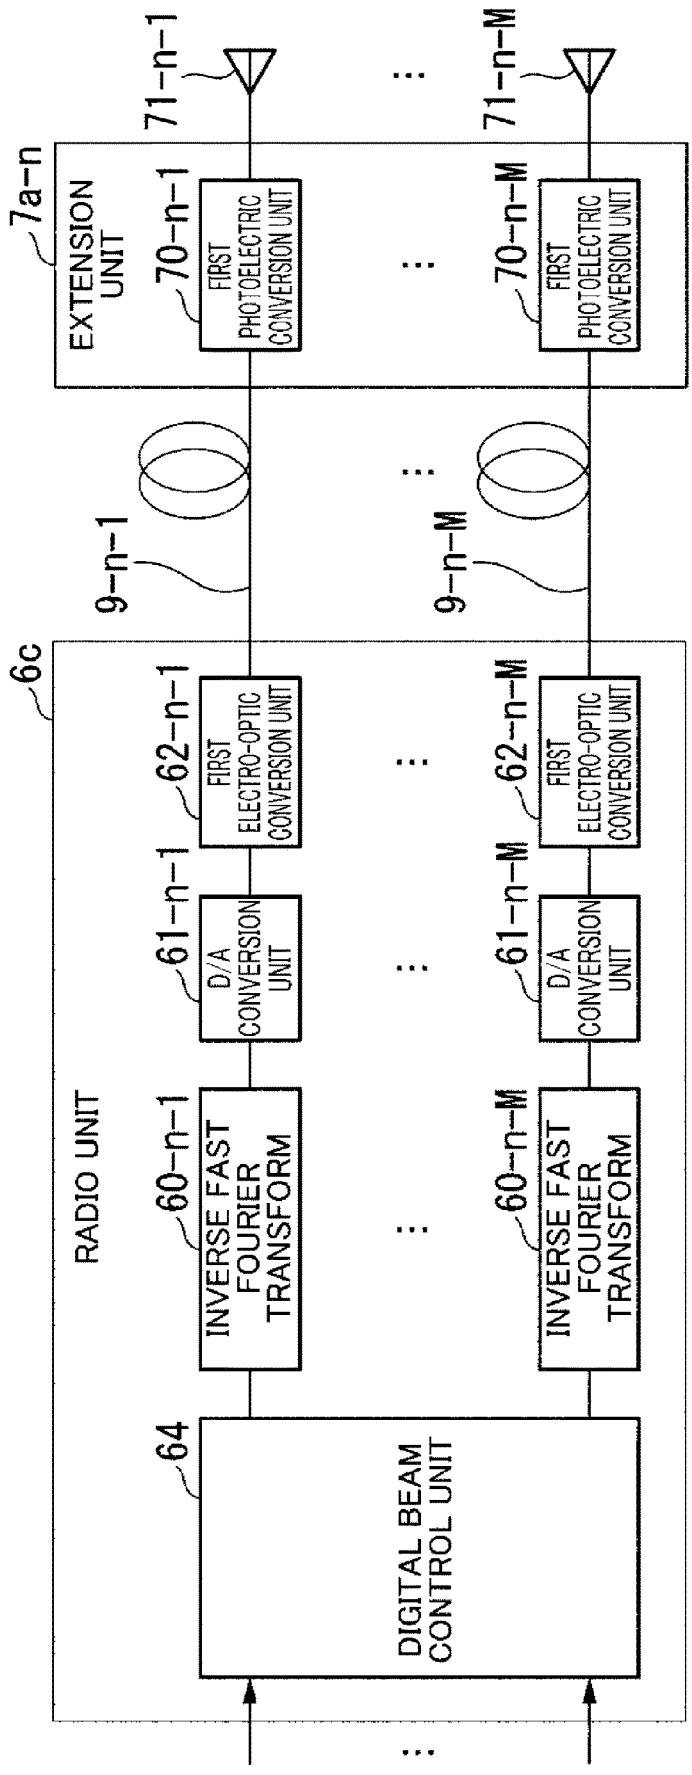 RADIO UNIT
6c
64
DIGITAL BEAM
CONTROL UNIT
60-n-1
INVERSE FAST
FOURIER
TRANSFORM
61-n-1
D/A
CONVERSION
UNIT
62-n-1
FIRST
ELECTRO-OPTIC
CONVERSION UNIT
9-n-1
EXTENSION
UNIT
7a-n
70-n-1
FIRST
PHOTOELECTRIC
CONVERSION UNIT
71-n-1
...
...
...
...
...
...
...
60-n-M
INVERSE FAST
FOURIER
TRANSFORM
61-n-M
D/A
CONVERSION
UNIT
62-n-M
FIRST
ELECTRO-OPTIC
CONVERSION UNIT
9-n-M
70-n-M
FIRST
PHOTOELECTRIC
CONVERSION UNIT
71-n-M